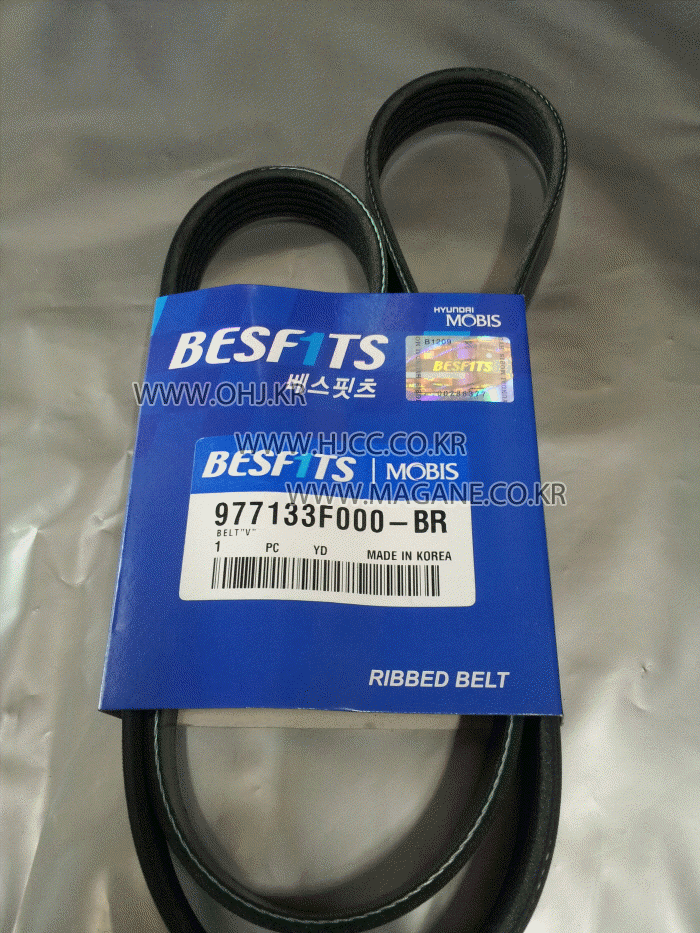 HYUNDAI
MOBIS
BESF1TS
베스핏츠
B1209
BESF1TS
WWW.OHJ.KR
WWW.HJCC.CO.KR
BESF1TS | MOBIS
WWW.MAGANE.CO.KR
977133F000-BR
BELT"V"
1 PC YD MADE IN KOREA
RIBBED BELT